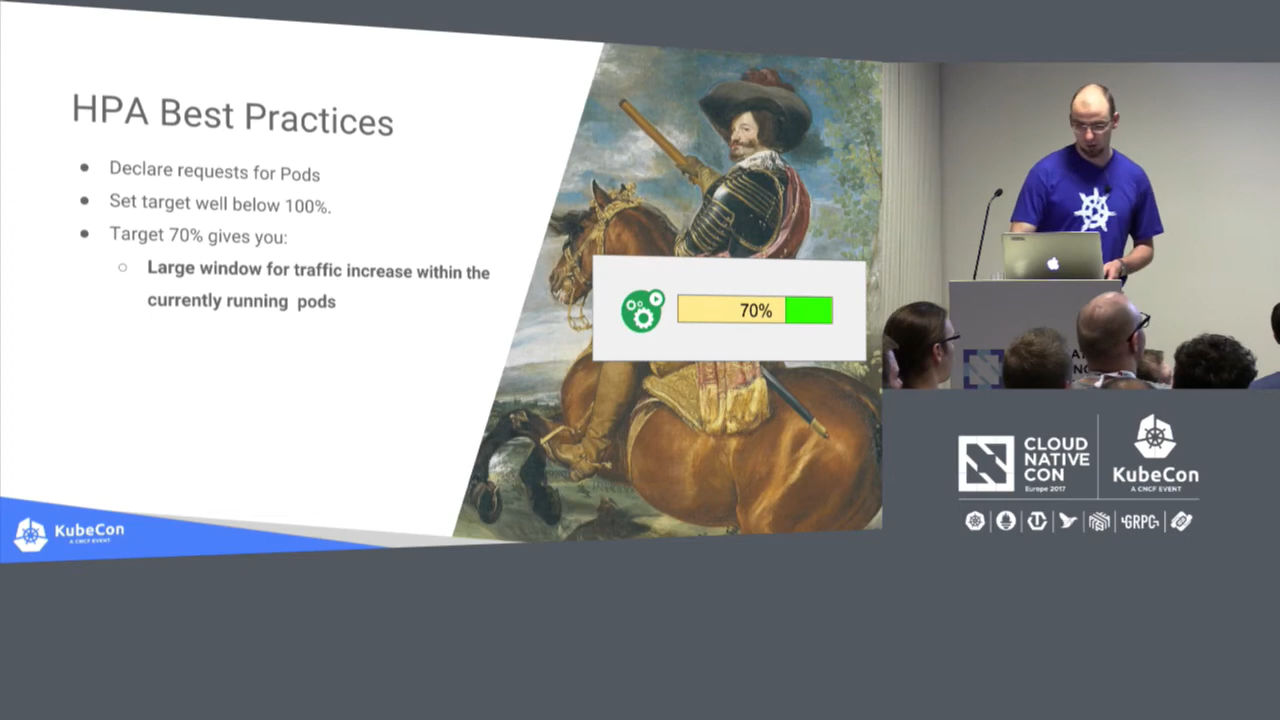 HPA Best Practices
● Declare requests for Pods
● Set target well below 100%.
● Target 70% gives you:
○ Large window for traffic increase within the
currently running pods
70%
KubeCon
A CNCF EVENT
CLOUD
NATIVE
CON
Europe 2017
KubeCon
A CNCF EVENT
GRPC